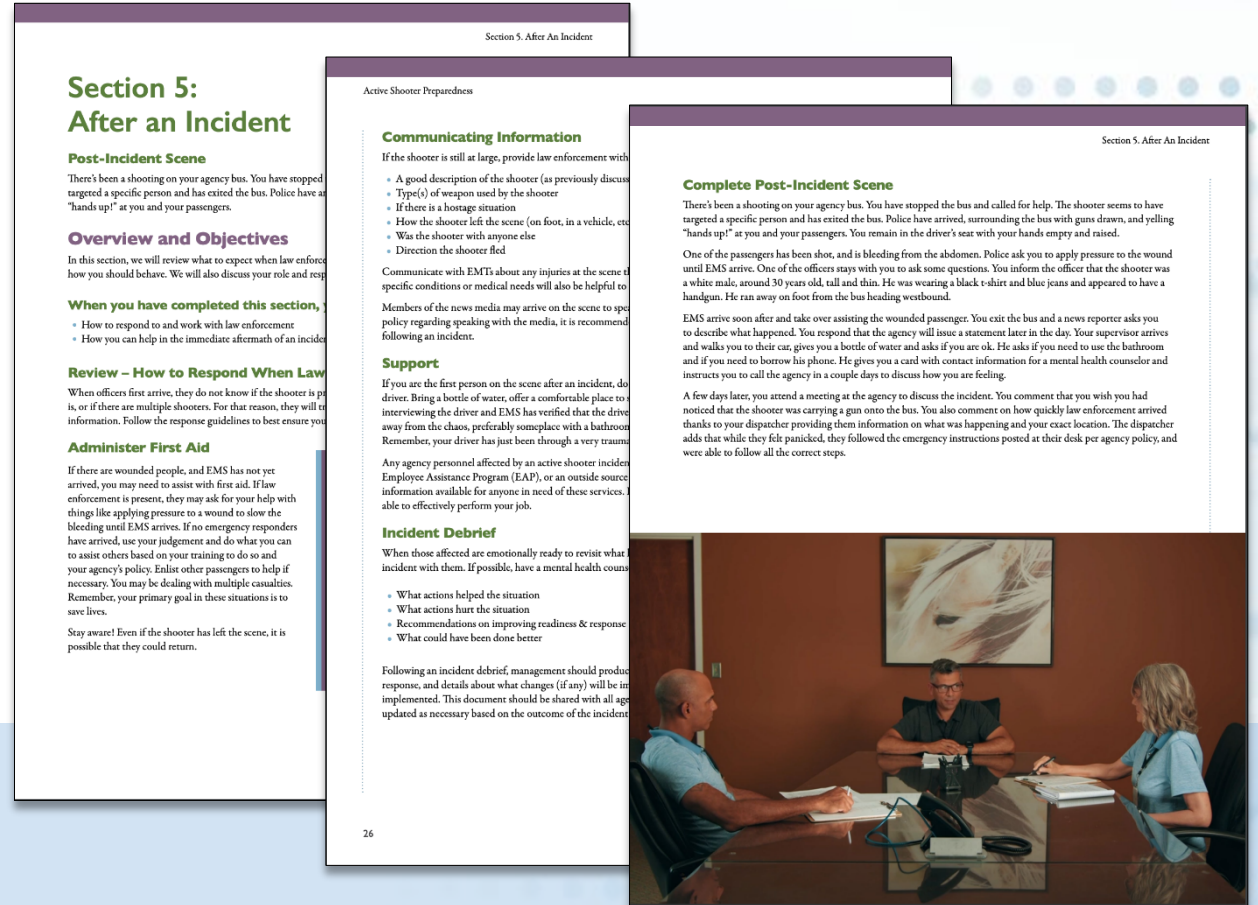 Section 5. After An Incident
Section 5:
After an Incident
Post-Incident Scene
There's been a shooting on your agency bus. You have stopped
targeted a specific person and has exited the bus. Police have
"hands up!" at you and your passengers.
Overview and Objectives
In this section, we will review what to expect when law enforce
how you should behave. We will also discuss your role and resp
When you have completed this section,
How to respond to and work with law enforcement
How you can help in the immediate aftermath of an inciden
Review – How to Respond When Law
When officers first arrive, they do not know if the shooter is
is, or if there are multiple shooters. For that reason, they will
information. Follow the response guidelines to best ensure you
Administer First Aid
If there are wounded people, and EMS has not yet
arrived, you may need to assist with first aid. If law
enforcement is present, they may ask for your help with
things like applying pressure to a wound to slow the
bleeding until EMS arrives. If no emergency responders
have arrived, use your judgement and do what you can
to assist others based on your training to do so and
your agency's policy. Enlist other passengers to help if
necessary. You may be dealing with multiple casualties.
Remember, your primary goal in these situations is to
save lives.
Stay aware! Even if the shooter has left the scene, it is
possible that they could return.
Active Shooter Preparedness
Communicating Information
If the shooter is still at large, provide law enforcement with
A good description of the shooter (as previously discuss
Type(s) of weapon used by the shooter
If there is a hostage situation
How the shooter left the scene (on foot, in a vehicle, etc
Was the shooter with anyone else
Direction the shooter fled
Communicate with EMTs about any injuries at the scene
specific conditions or medical needs will also be helpful to
Members of the news media may arrive on the scene to spea
policy regarding speaking with the media, it is recommend
following an incident.
Support
If you are the first person on the scene after an incident, do
driver. Bring a bottle of water, offer a comfortable place to
interviewing the driver and EMS has verified that the drive
away from the chaos, preferably someplace with a bathroom
Remember, your driver has just been through a very trauma
Any agency personnel affected by an active shooter inciden
Employee Assistance Program (EAP), or an outside source
information available for anyone in need of these services.
able to effectively perform your job.
Incident Debrief
When those affected are emotionally ready to revisit what
incident with them. If possible, have a mental health couns
What actions helped the situation
What actions hurt the situation
Recommendations on improving readiness & response
What could have been done better
Following an incident debrief, management should produc
response, and details about what changes (if any) will be im
implemented. This document should be shared with all age
updated as necessary based on the outcome of the incident
26
Section 5. After An Incident
Complete Post-Incident Scene
There's been a shooting on your agency bus. You have stopped the bus and called for help. The shooter seems to have
targeted a specific person and has exited the bus. Police have arrived, surrounding the bus with guns drawn, and yelling
"hands up!" at you and your passengers. You remain in the driver's seat with your hands empty and raised.
One of the passengers has been shot, and is bleeding from the abdomen. Police ask you to apply pressure to the wound
until EMS arrive. One of the officers stays with you to ask some questions. You inform the officer that the shooter was
a white male, around 30 years old, tall and thin. He was wearing a black t-shirt and blue jeans and appeared to have a
handgun. He ran away on foot from the bus heading westbound.
EMS arrive soon after and take over assisting the wounded passenger. You exit the bus and a news reporter asks you
to describe what happened. You respond that the agency will issue a statement later in the day. Your supervisor arrives
and walks you to their car, gives you a bottle of water and asks if you are ok. He asks if you need to use the bathroom
and if you need to borrow his phone. He gives you a card with contact information for a mental health counselor and
instructs you to call the agency in a couple days to discuss how you are feeling.
A few days later, you attend a meeting at the agency to discuss the incident. You comment that you wish you had
noticed that the shooter was carrying a gun onto the bus. You also comment on how quickly law enforcement arrived
thanks to your dispatcher providing them information on what was happening and your exact location. The dispatcher
adds that while they felt panicked, they followed the emergency instructions posted at their desk per agency policy, and
were able to follow all the correct steps.